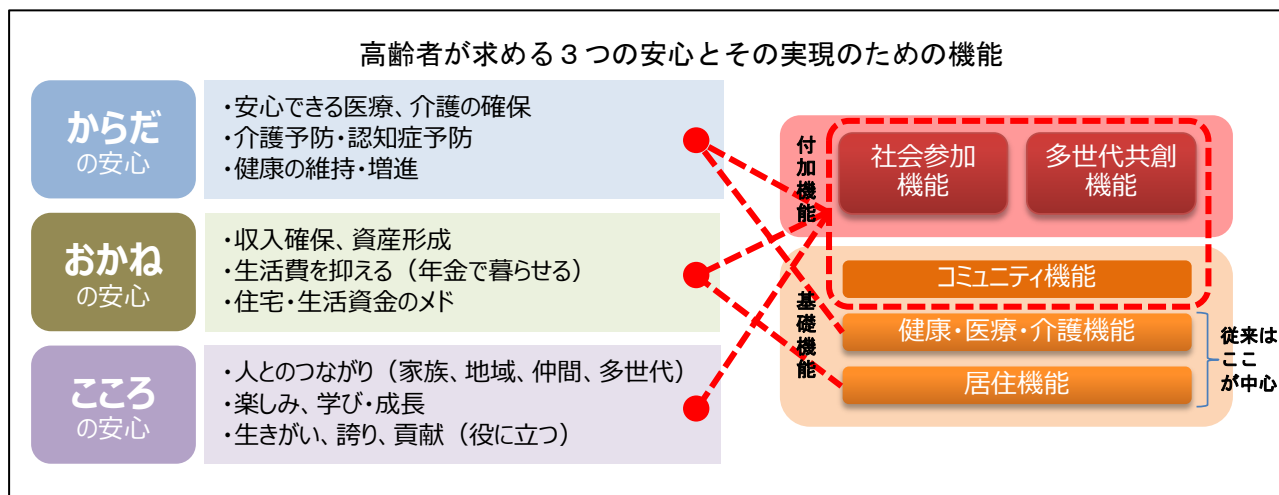 高齢者が求める３つの安心とその実現のための機能
からだ
の安心
・安心できる医療、介護の確保
・介護予防・認知症予防
・健康の維持・増進
おかね
の安心
・収入確保、資産形成
・生活費を抑える（年金で暮らせる）
・住宅・生活資金のメド
こころ
の安心
・人とのつながり（家族、地域、仲間、多世代）
・楽しみ、学び・成長
・生きがい、誇り、貢献（役に立つ）
付加機能
社会参加
機能
多世代共創
機能
基礎機能
コミュニティ機能
健康・医療・介護機能
居住機能
従来は
ここ
が中心